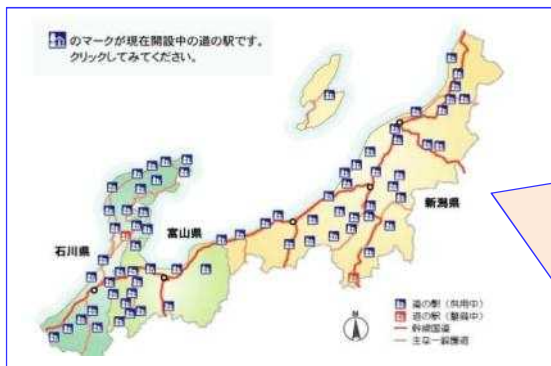 のマークが現在開設中の道の駅です。
クリックしてみてください。
新潟県
富山県
石川県
道の駅（供用中）
道の駅（整備中）
幹線国道
主な一般国道